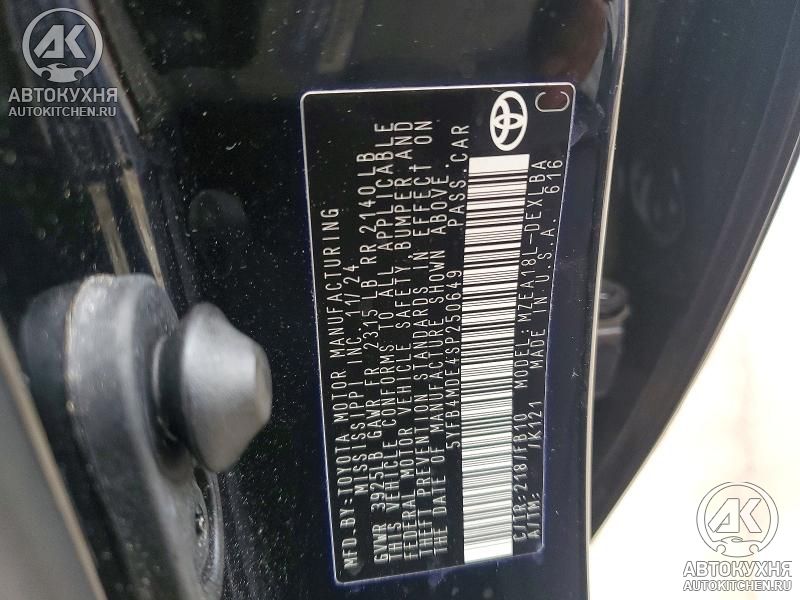 AK
АВТОКУХНЯ
AUTOKITCHEN.RU
MFD. BY: TOYOTA MOTOR MANUFACTURING
MISSISSIPPI INC. 11/24
GVWR 3925LB GAWR FR 2315 LB RR 2140 LB
THIS VEHICLE CONFORMS TO ALL APPLICABLE
FEDERAL MOTOR VEHICLE SAFETY, BUMPER AND
THEFT PREVENTION STANDARDS IN EFFECT ON
THE DATE OF MANUFACTURE SHOWN ABOVE.
5YFB4MDE4SP250649 PASS.CAR
C/TR:218/FB10 MODEL:MZEA18L-DEXLBA
A/TM: /K121 MADE IN U.S.A. 616
C
AK
АВТОКУХНЯ
AUTOKITCHEN.RU